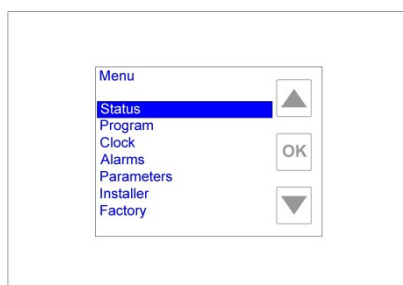 Menu
Status
Program
Clock
OK
Alarms
Parameters
Installer
Factory